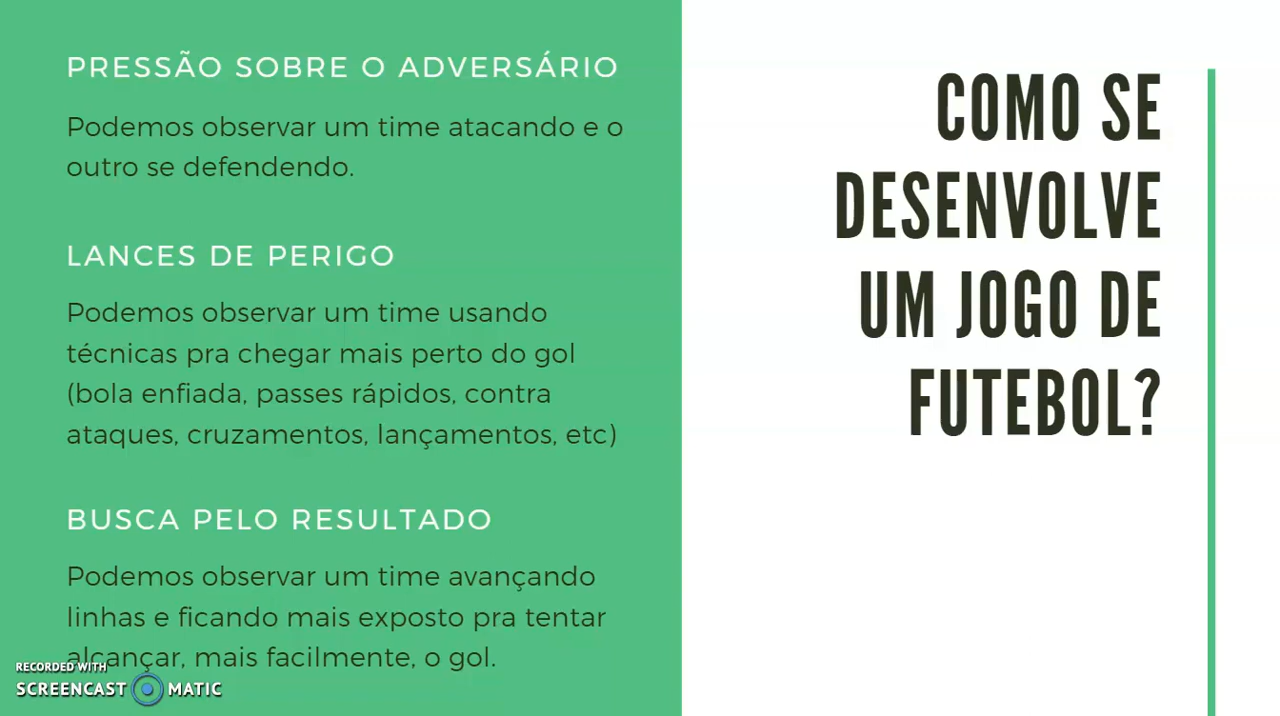 PRESSÃO SOBRE O ADVERSÁRIO
Podemos observar um time atacando e o
outro se defendendo.
LANCES DE PERIGO
Podemos observar um time usando
técnicas pra chegar mais perto do gol
(bola enfiada, passes rápidos, contra
ataques, cruzamentos, lançamentos, etc)
BUSCA PELO RESULTADO
Podemos observar um time avançando
linhas e ficando mais exposto pra tentar
alcançar, mais facilmente, o gol.
COMO SE
DESENVOLVE
UM JOGO DE
FUTEBOL?
RECORDED WITH
SCREENCAST MATIC